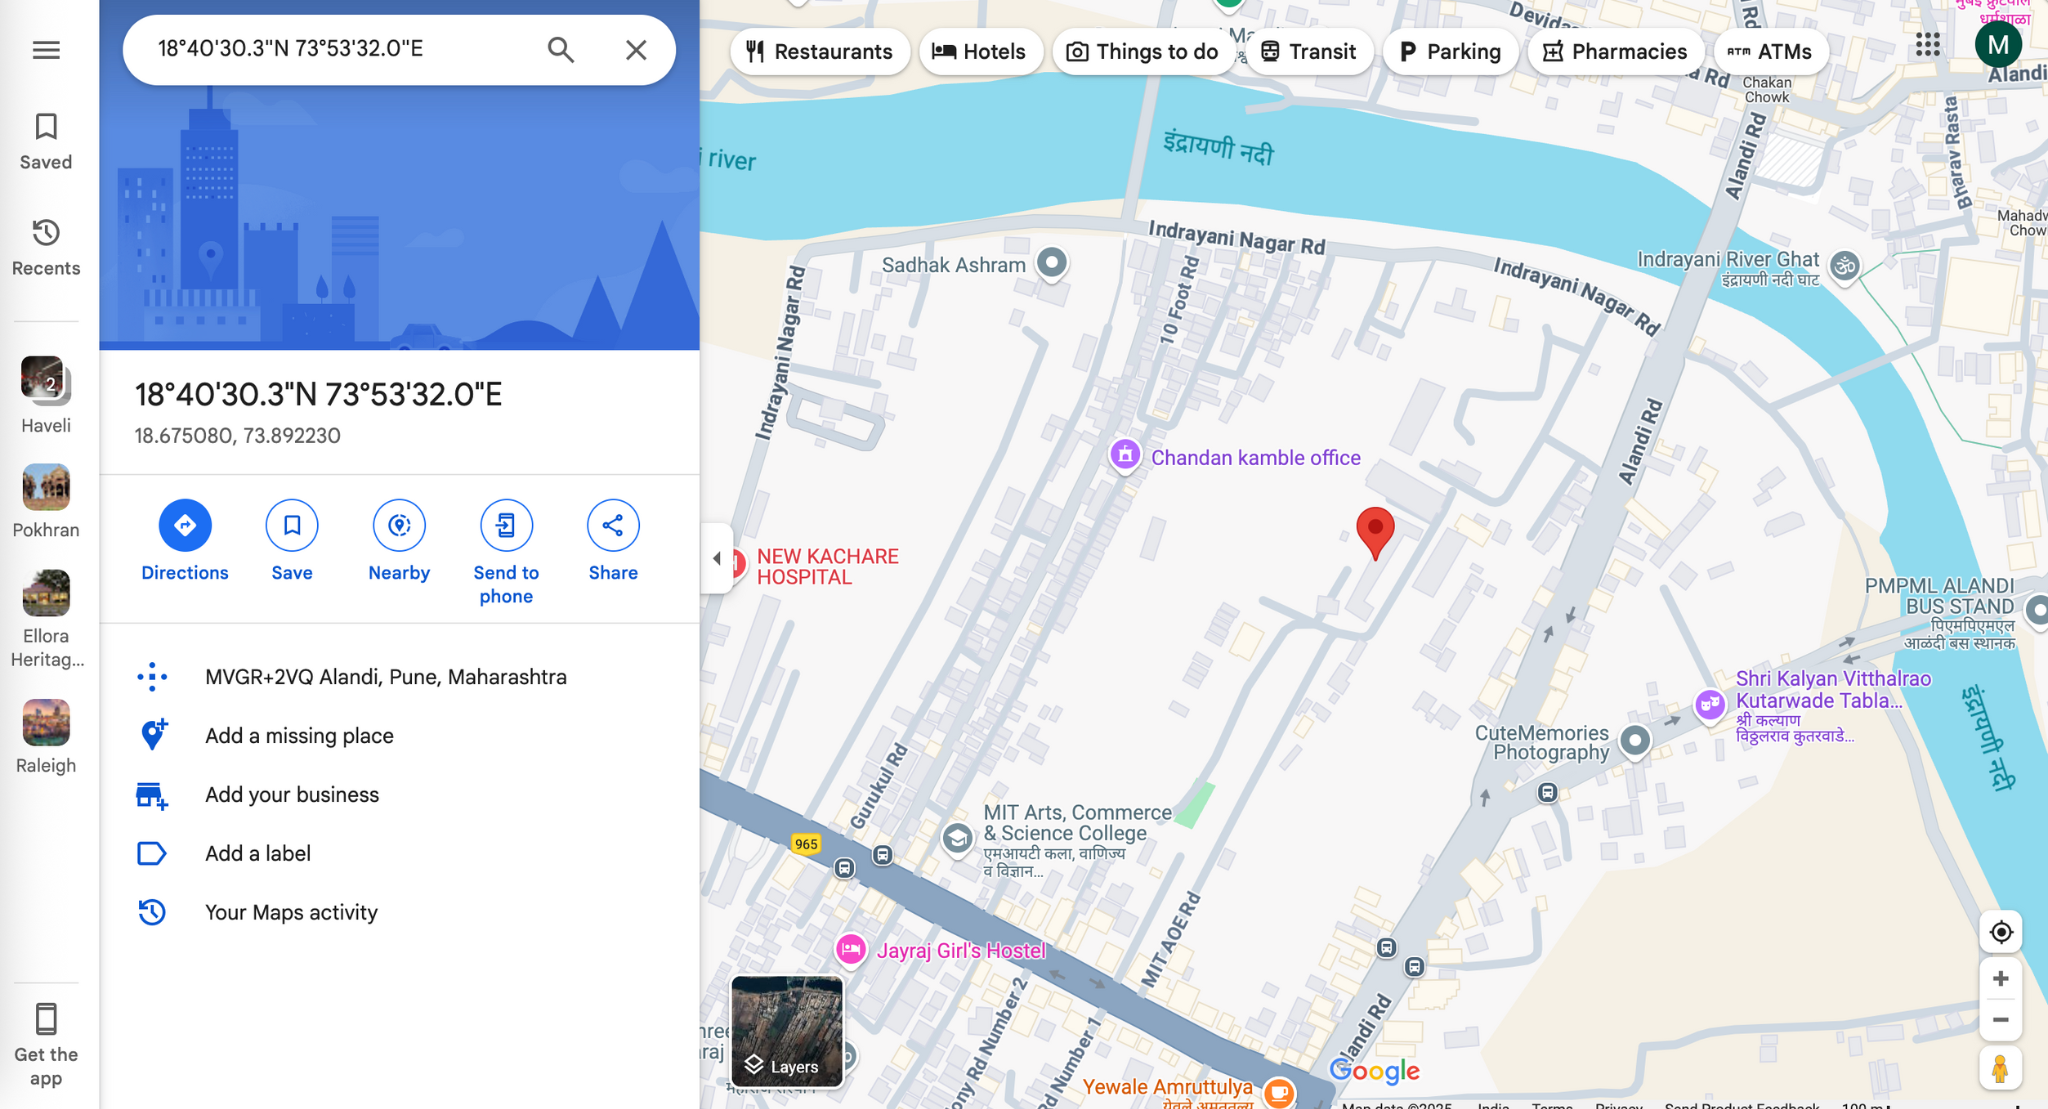 18°40'30.3"N 73°53'32.0"E
Saved
Recents
2
Haveli
Pokhran
Ellora
Heritag...
Raleigh
Get the
app
18°40'30.3"N 73°53'32.0"E
18.675080, 73.892230
Directions
Save
Nearby
Send to
phone
Share
MVGR+2VQ Alandi, Pune, Maharashtra
Add a missing place
Add your business
Add a label
Your Maps activity
Restaurants
Hotels
Things to do
Transit
Parking
Pharmacies
ATM ATMs
M
धर्मशाळा
Chakan
Chowk
Alandi
river
इंद्रायणी नदी
Alandi Rd
Bharav Rasta
Indrayani Nagar Rd
Sadhak Ashram
10 Foot Rd
Indrayani Nagar Rd
Indrayani River Ghat
इंद्रायणी नदी घाट
Indrayani Nagar Rd
Alandi Rd
Chandan kamble office
NEW KACHARE
HOSPITAL
PMPML ALANDI
BUS STAND
पिएमपिएमएल
आळंदी बस स्थानक
Shri Kalyan Vitthalrao
Kutarwade Tabla...
श्री कल्याण
विठ्ठलराव कुतरवाडे...
इंद्रायणी नदी
CuteMemories
Photography
Gurukul Rd
965
MIT Arts, Commerce
& Science College
एमआयटी कला, वाणिज्य
व विज्ञान...
MIT AOE Rd
Jayraj Girl's Hostel
Layers
Rd Number 2
Rd Number 1
Yewale Amruttulya
Google
Map data ©2025
India
Terms
Privacy
Send Product Feedback
100 m